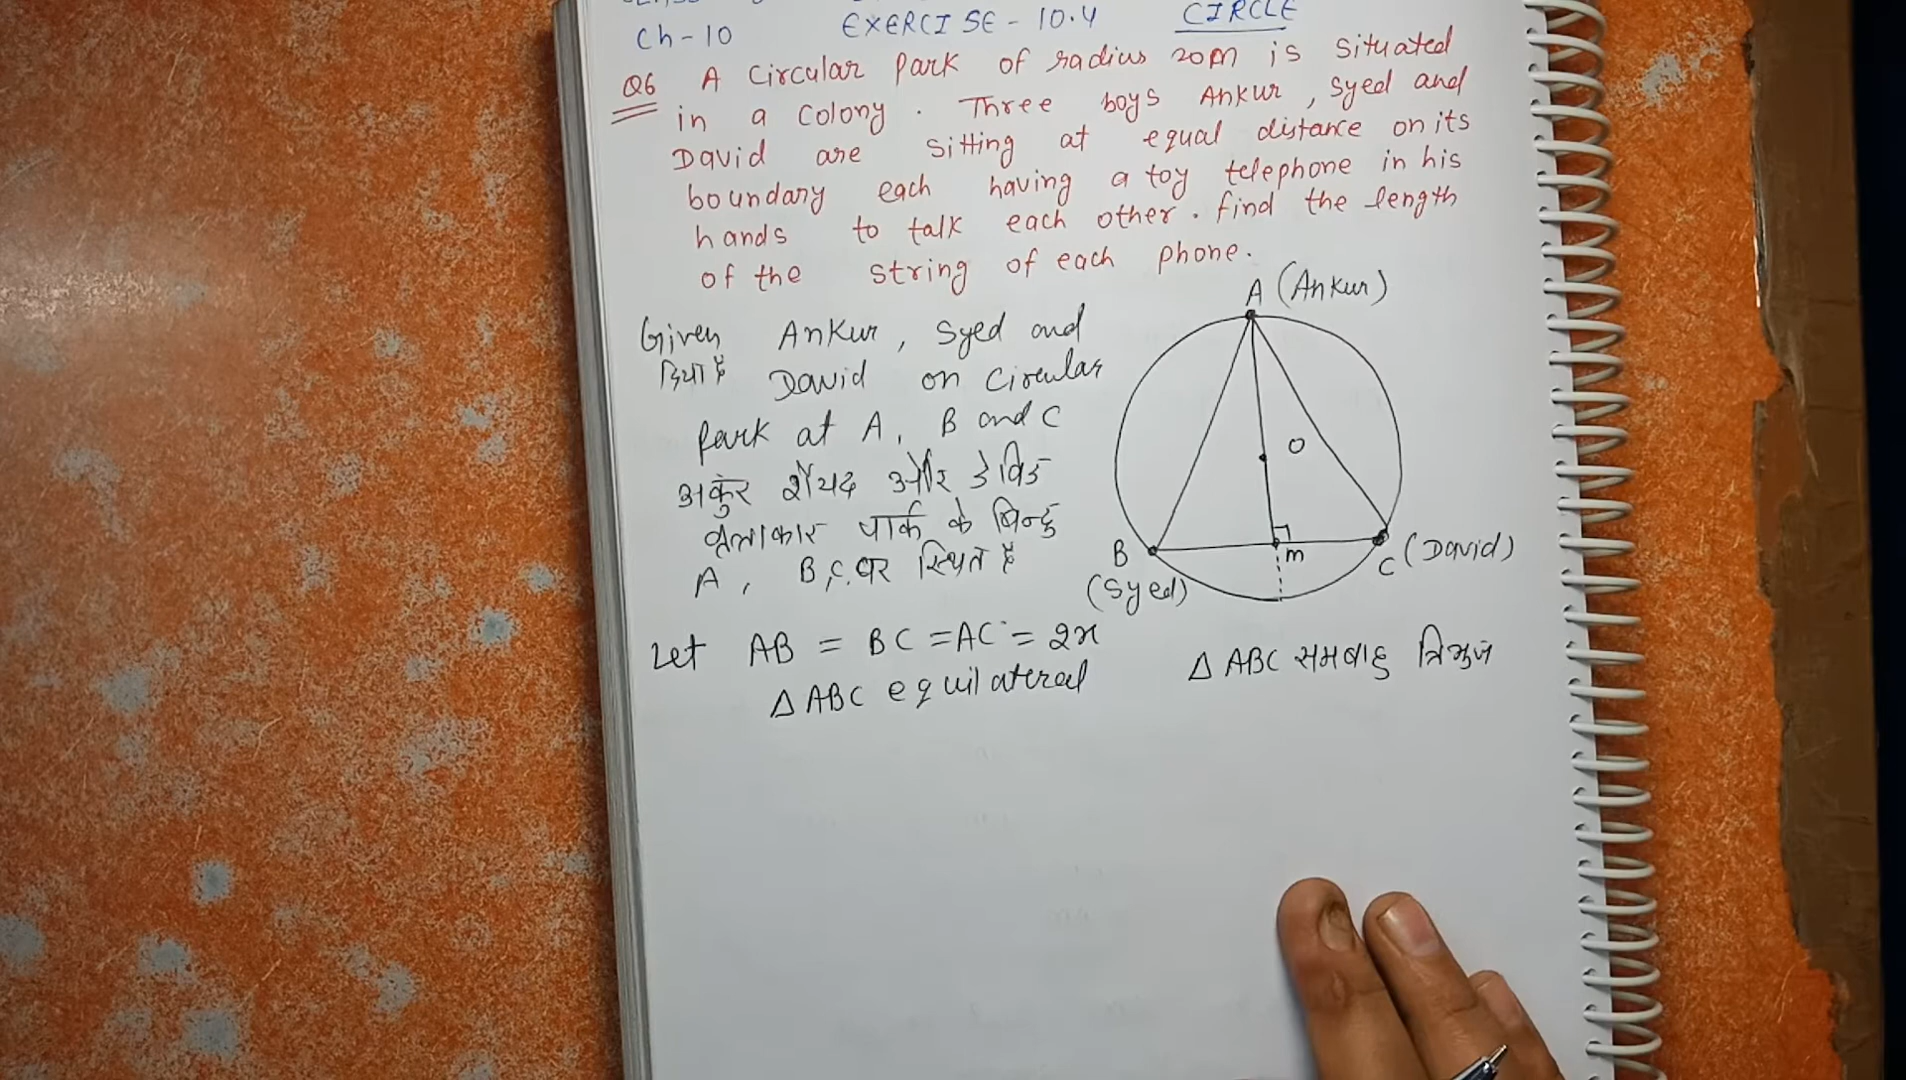 Ch-10 EXERCISE-10.4 CIRCLE
Q6 A Circular Park of radius 20m is situated
in a Colony. Three boys Ankur, Syed and
David are sitting at equal distance on its
boundary each having a toy telephone in his
hands to talk each other. find the length
of the string of each phone.
A (Ankur)
Given Ankur, Syed and
दिया है David on Circular
Park at A, B and C
O
अंकुर और डेविड
पार्क के बिन्दु
A, B, C, पर स्थित है
B m C (David)
(Syed)
Let AB = BC = AC = 2x
Δ ABC equilateral Δ ABC समबाहु त्रिभुज